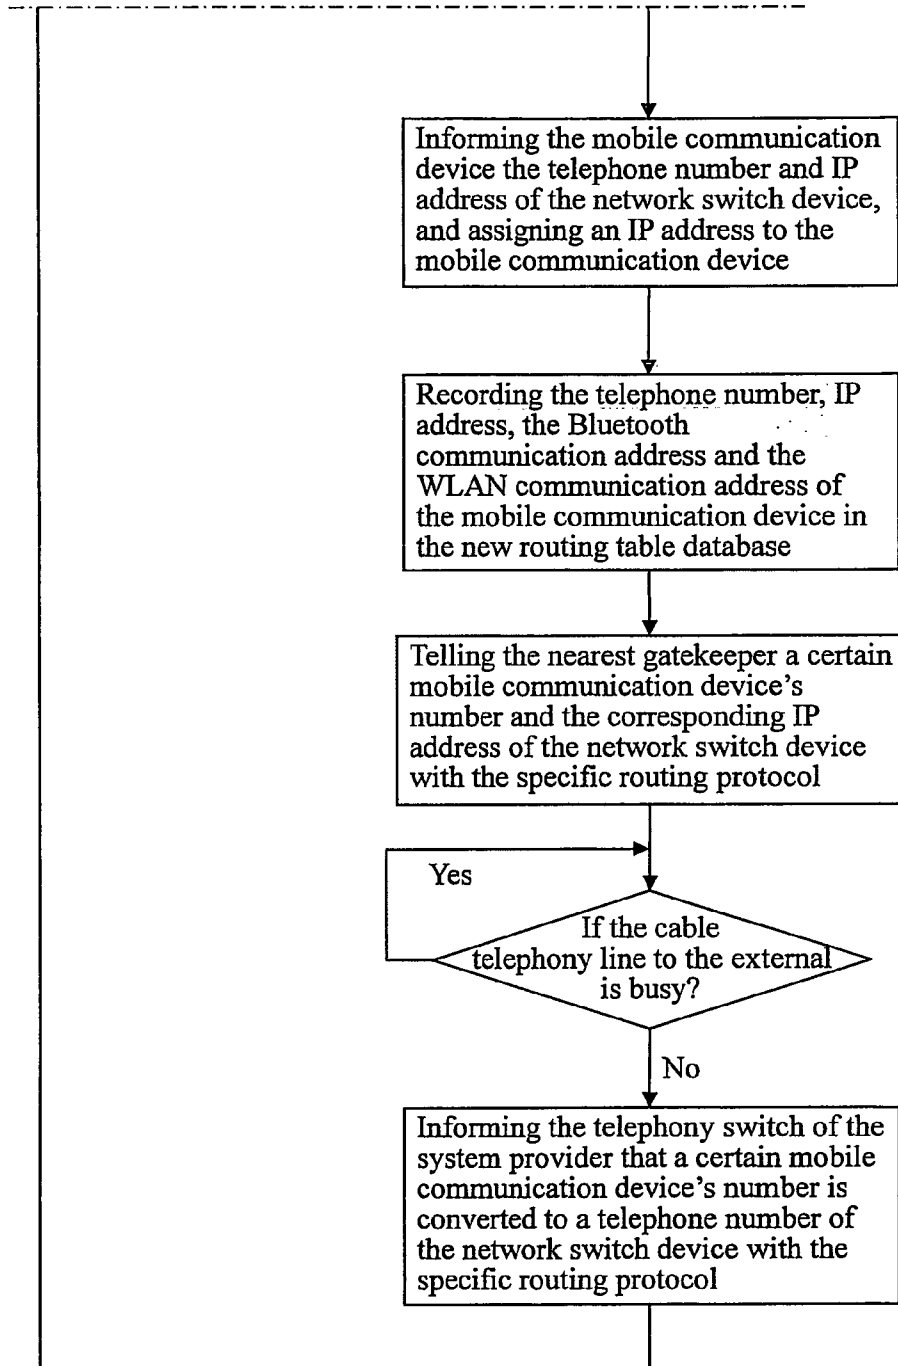 Informing the mobile communication
device the telephone number and IP
address of the network switch device,
and assigning an IP address to the
mobile communication device
Recording the telephone number, IP
address, the Bluetooth
communication address and the
WLAN communication address of
the mobile communication device in
the new routing table database
Telling the nearest gatekeeper a certain
mobile communication device's
number and the corresponding IP
address of the network switch device
with the specific routing protocol
Yes
If the cable
telephony line to the external
is busy?
No
Informing the telephony switch of the
system provider that a certain mobile
communication device's number is
converted to a telephone number of
the network switch device with the
specific routing protocol